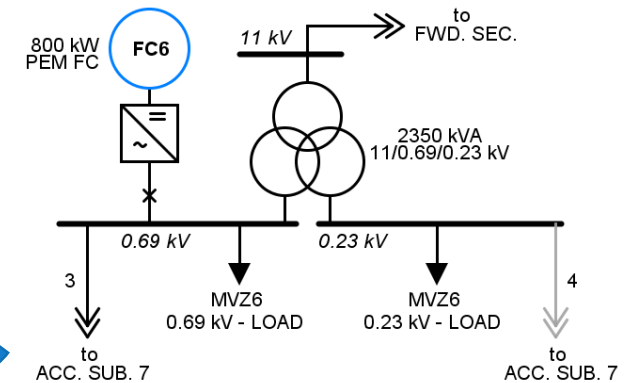 to
FWD. SEC.
11 kV
800 kW
PEM FC
FC6
2350 kVA
11/0.69/0.23 kV
0.69 kV
0.23 kV
3
4
MVZ6
0.69 kV - LOAD
MVZ6
0.23 kV - LOAD
to
ACC. SUB. 7
to
ACC. SUB. 7